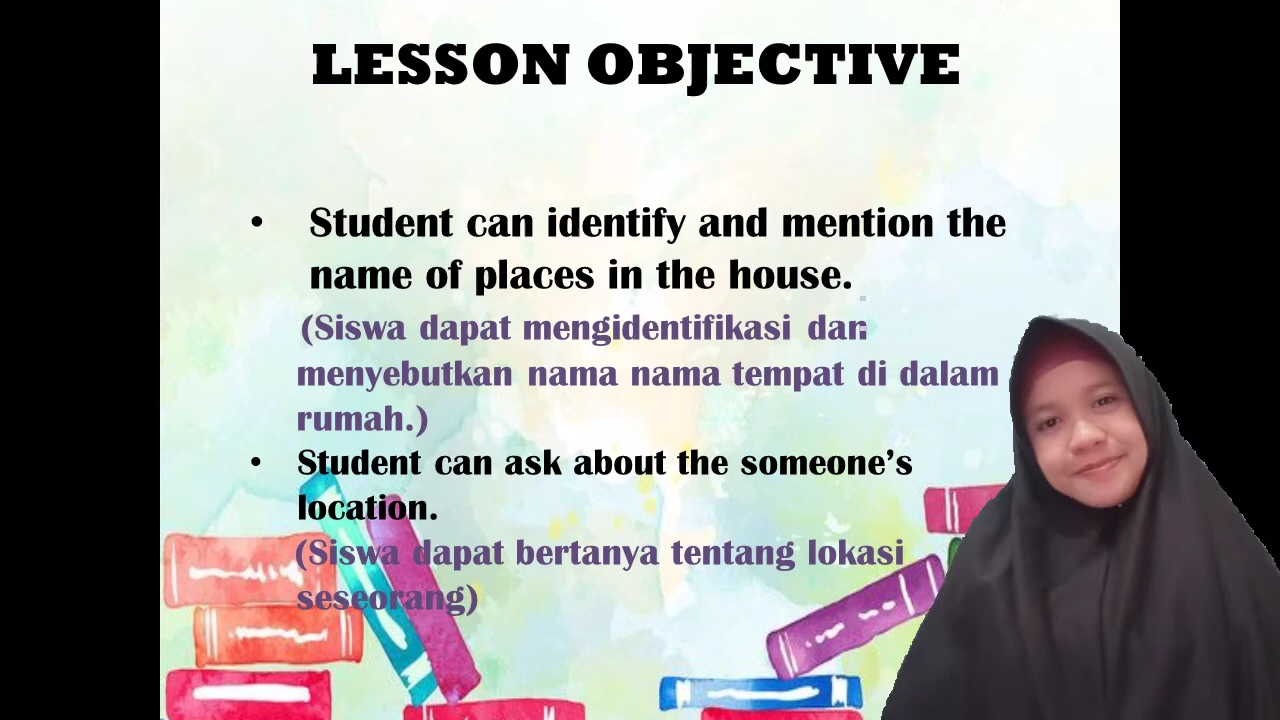 LESSON OBJECTIVE
• Student can identify and mention the
name of places in the house.
(Siswa dapat mengidentifikasi dan
menyebutkan nama nama tempat di dalam
rumah.)
• Student can ask about the someone's
location.
(Siswa dapat bertanya tentang lokasi
seseorang)